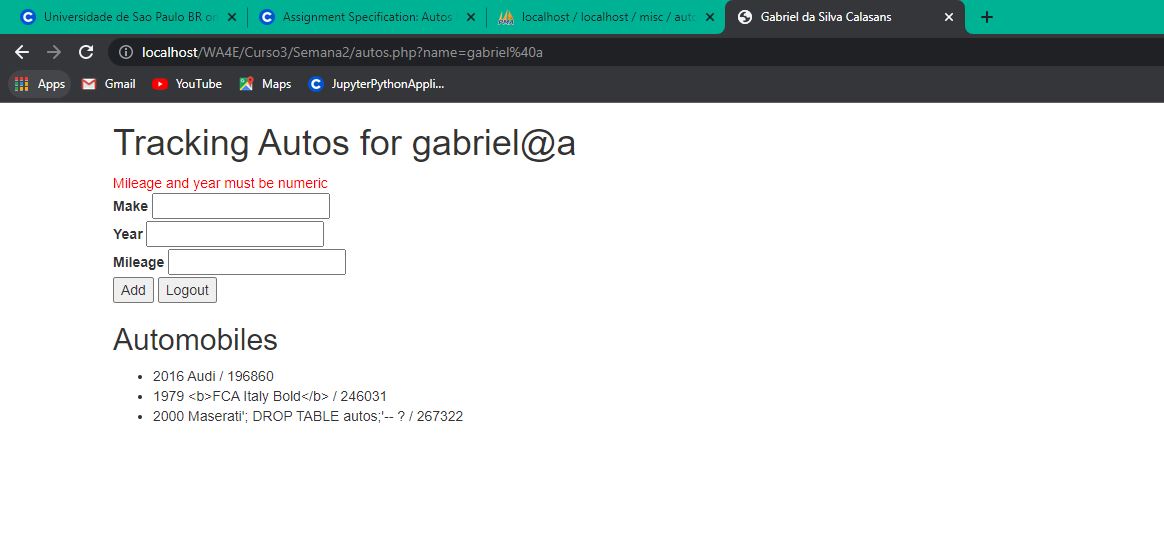 Universidade de Sao Paulo BR on
Assignment Specification: Autos
localhost / localhost / misc / auto
Gabriel da Silva Calasans
localhost/WA4E/Curso3/Semana2/autos.php?name=gabriel%40a
Apps
Gmail
YouTube
Maps
JupyterPythonAppli...
Tracking Autos for gabriel@a
Mileage and year must be numeric
Make
Year
Mileage
Add Logout
Automobiles
• 2016 Audi / 196860
• 1979 <b>FCA Italy Bold</b> / 246031
• 2000 Maserati'; DROP TABLE autos;'-- ? / 267322